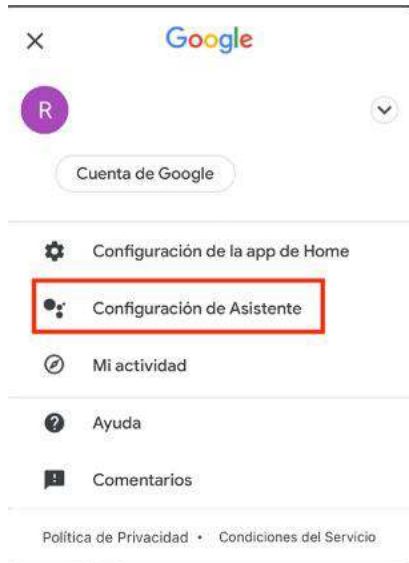 Google
R
Cuenta de Google
Configuración de la app de Home
Configuración de Asistente
Mi actividad
Ayuda
Comentarios
Política de Privacidad • Condiciones del Servicio